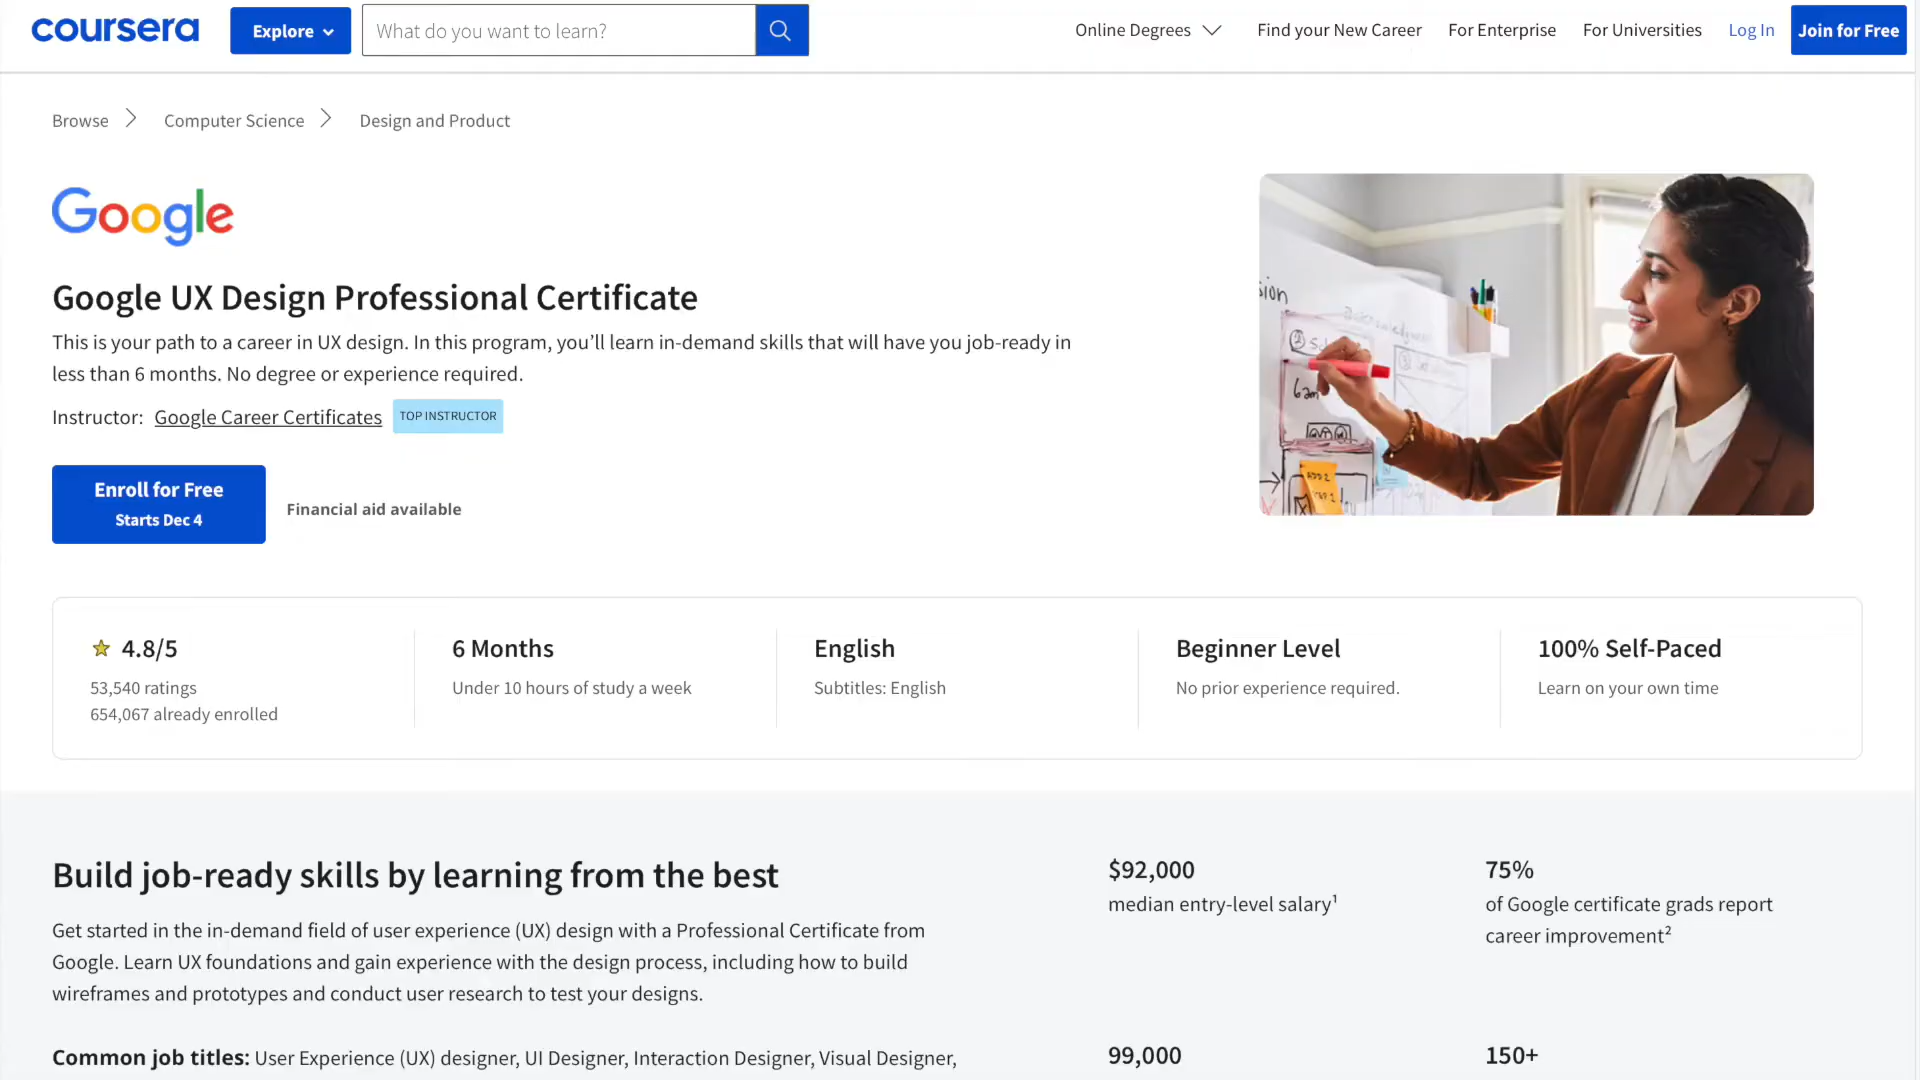 coursera
Explore
What do you want to learn?
Online Degrees
Find your New Career
For Enterprise
For Universities
Log In
Join for Free
Browse
Computer Science
Design and Product
Google
Google UX Design Professional Certificate
This is your path to a career in UX design. In this program, you’ll learn in-demand skills that will have you job-ready in
less than 6 months. No degree or experience required.
Instructor: Google Career Certificates TOP INSTRUCTOR
Enroll for Free
Starts Dec 4
Financial aid available
sion
6am
4.8/5
53,540 ratings
654,067 already enrolled
6 Months
Under 10 hours of study a week
English
Subtitles: English
Beginner Level
No prior experience required.
100% Self-Paced
Learn on your own time
Build job-ready skills by learning from the best
Get started in the in-demand field of user experience (UX) design with a Professional Certificate from
Google. Learn UX foundations and gain experience with the design process, including how to build
wireframes and prototypes and conduct user research to test your designs.
Common job titles: User Experience (UX) designer, UI Designer, Interaction Designer, Visual Designer,
$92,000
median entry-level salary¹
75%
of Google certificate grads report
career improvement²
99,000
150+